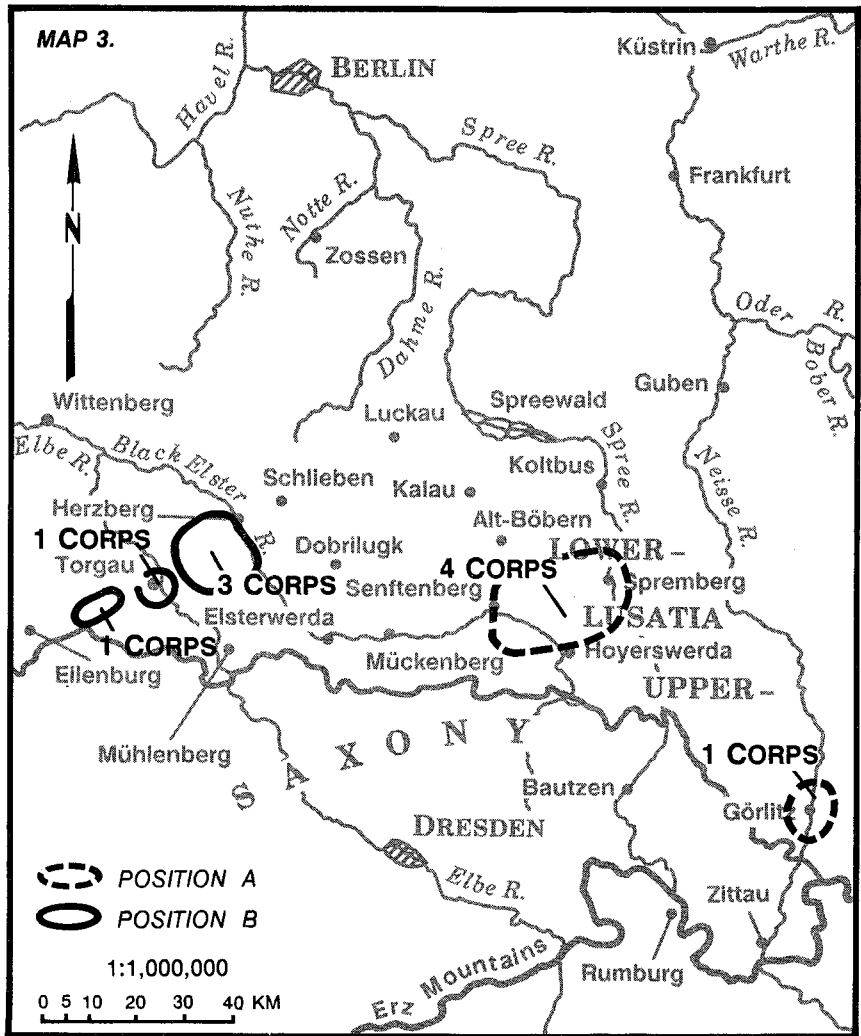 MAP 3.
Küstrin
Warthe R.
Havel R.
BERLIN
Spree R.
Frankfurt
Nuthe R.
Notte R.
Zossen
Dahme R.
N
Oder R.
Bober R.
Guben
Wittenberg
Luckau
Spreewald
Elbe R.
Black Elster R.
Koltbus
Spree R.
Neisse R.
Schlieben
Kalau
Herzberg
Alt-Böbern
1 CORPS
Dobrilugk
4 CORPS
LOWER-
Torgau
3 CORPS
Senftenberg
Spremberg
Elsterwerda
LUSATIA
1 CORPS
Mückenberg
Hoyerswerda
Eilenburg
UPPER-
Mühlenberg
SAXONY
1 CORPS
Bautzen
Görlitz
DRESDEN
POSITION A
Elbe R.
POSITION B
Zittau
1:1,000,000
Rumburg
Erz Mountains
0 5 10 20 30 40 KM